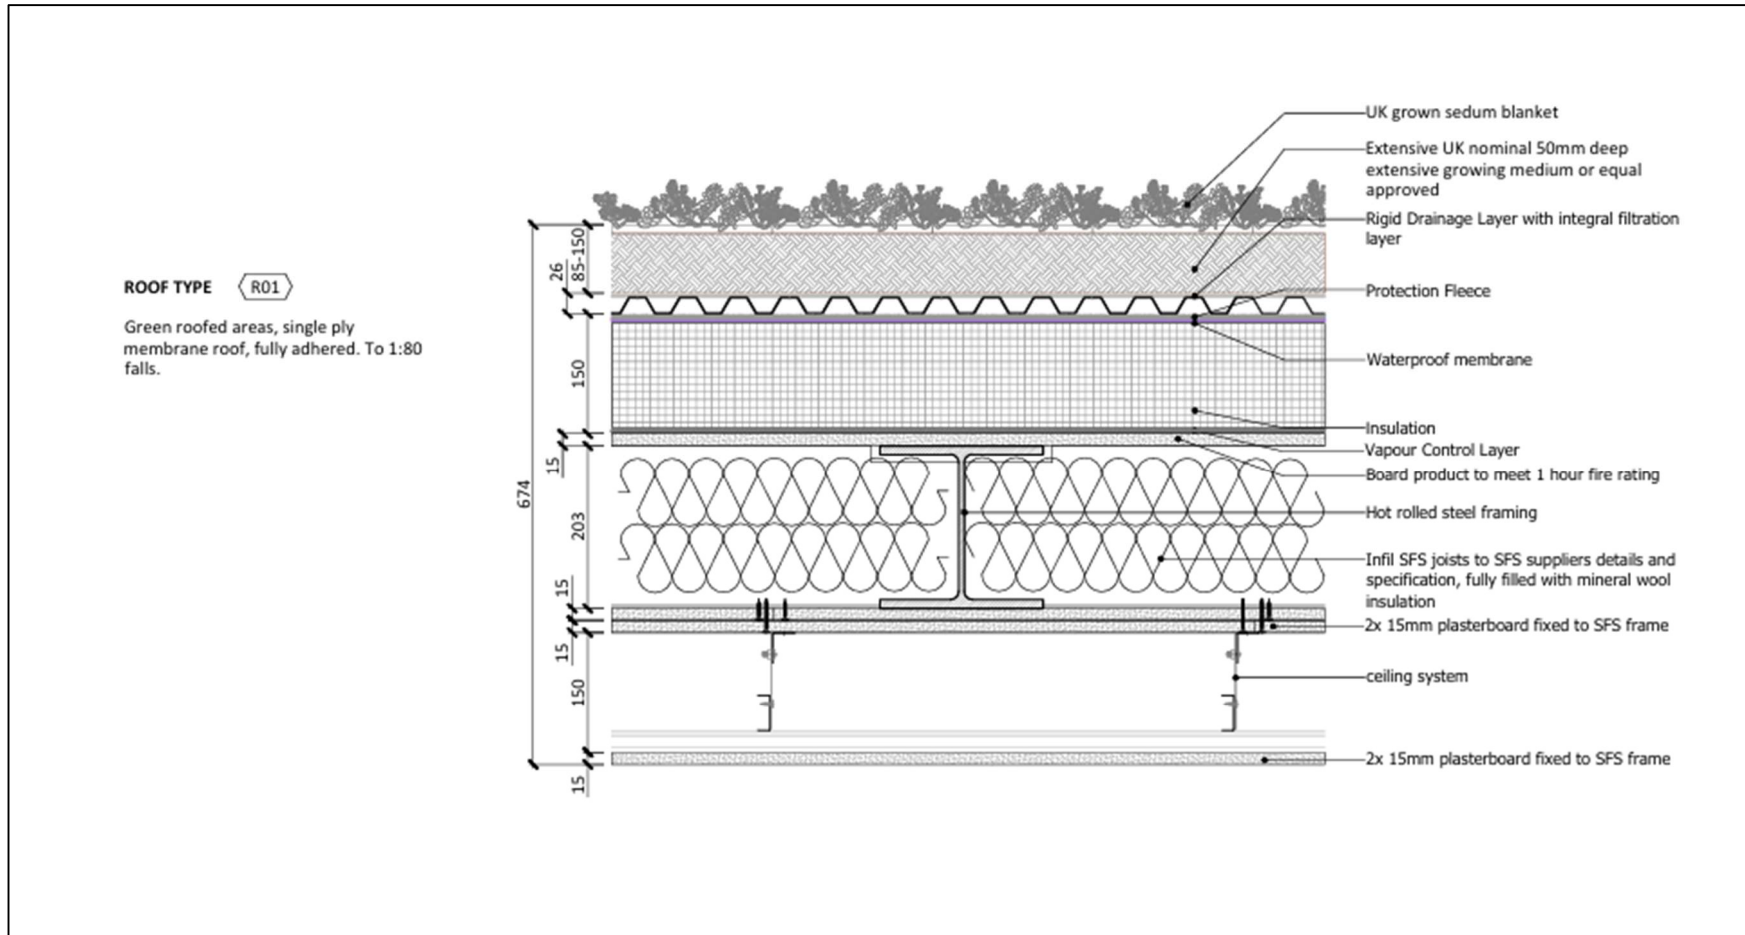 ROOF TYPE
R01
Green roofed areas, single ply
membrane roof, fully adhered. To 1:80
falls.
674
85-150
26
150
15
203
15
15
150
15
UK grown sedum blanket
Extensive UK nominal 50mm deep
extensive growing medium or equal
approved
Rigid Drainage Layer with integral filtration
layer
Protection Fleece
Waterproof membrane
Insulation
Vapour Control Layer
Board product to meet 1 hour fire rating
Hot rolled steel framing
Infil SFS joists to SFS suppliers details and
specification, fully filled with mineral wool
insulation
2x 15mm plasterboard fixed to SFS frame
ceiling system
2x 15mm plasterboard fixed to SFS frame